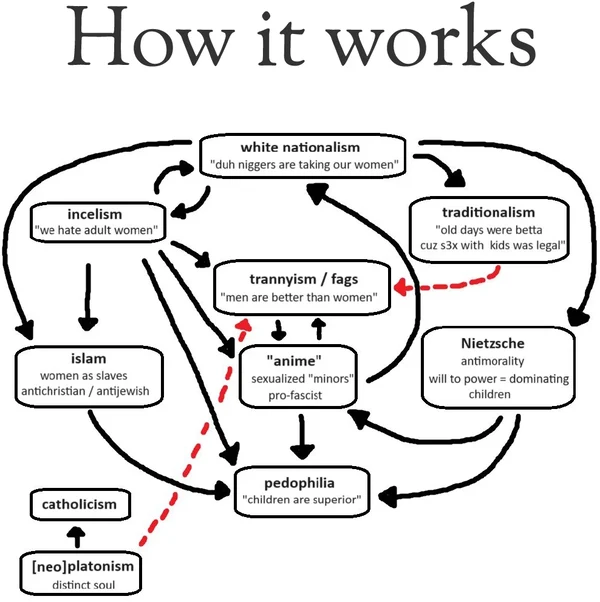 How it works
white nationalism
"duh niggers are taking our women"
incelism
"we hate adult women"
traditionalism
"old days were betta
cuz s3x with kids was legal"
trannyism / fags
"men are better than women"
islam
women as slaves
antichristian / antijewish
"anime"
sexualized "minors"
pro-fascist
Nietzsche
antimorality
will to power = dominating
children
pedophilia
"children are superior"
catholicism
[neo]platonism
distinct soul